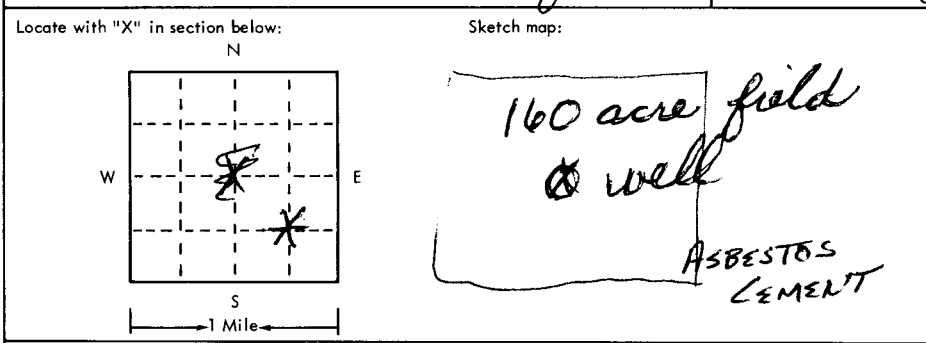 Locate with "X" in section below:
Sketch map:
N
W
E
S
1 Mile
160 acre field
well
ASBESTOS
CEMENT